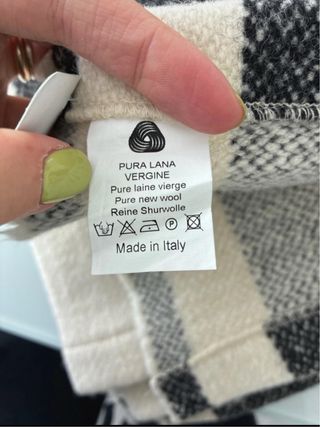 PURA LANA
VERGINE
Pure laine vierge
Pure new wool
Reine Shurwolle
P
Made in Italy